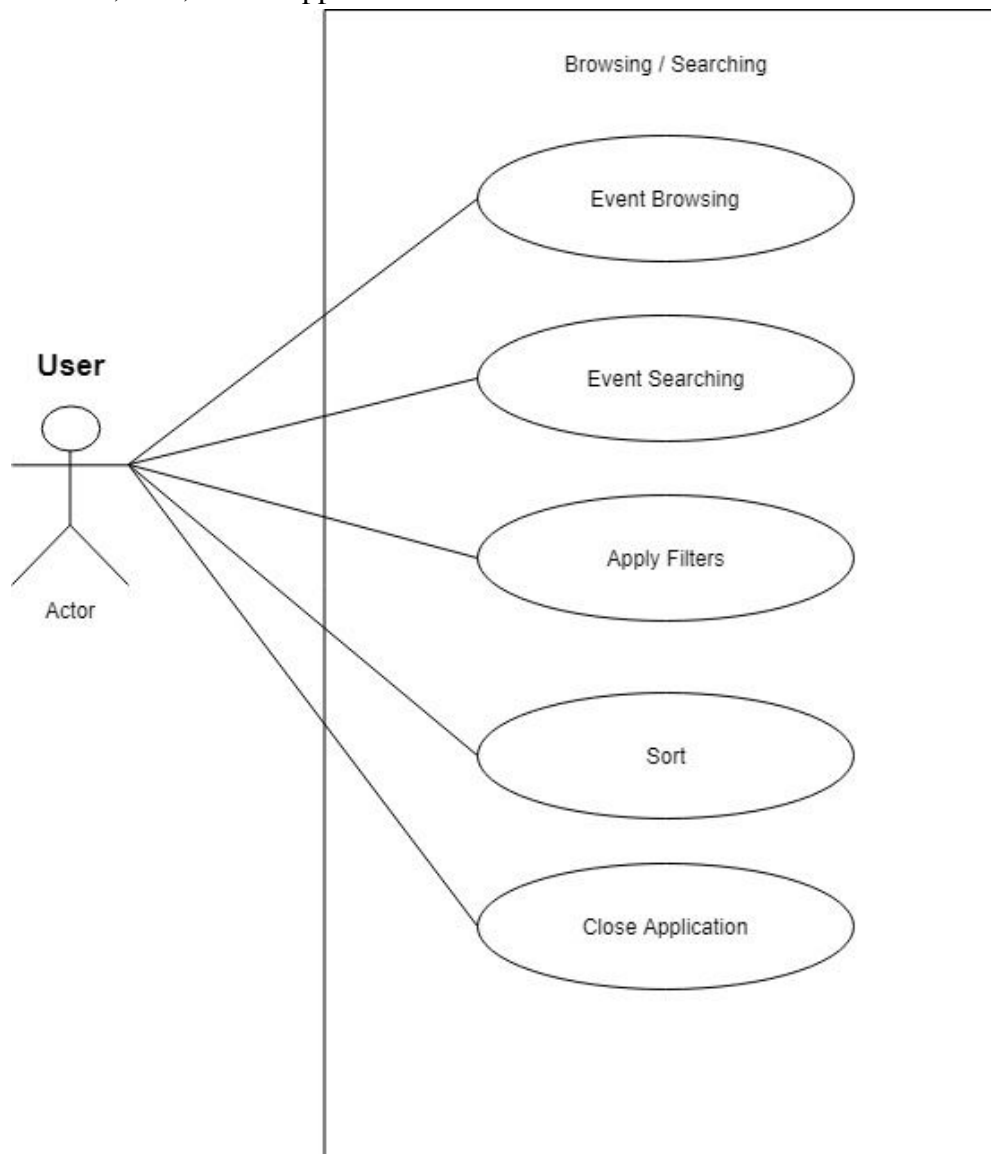 Browsing / Searching
Event Browsing
User
Event Searching
Apply Filters
Actor
Sort
Close Application